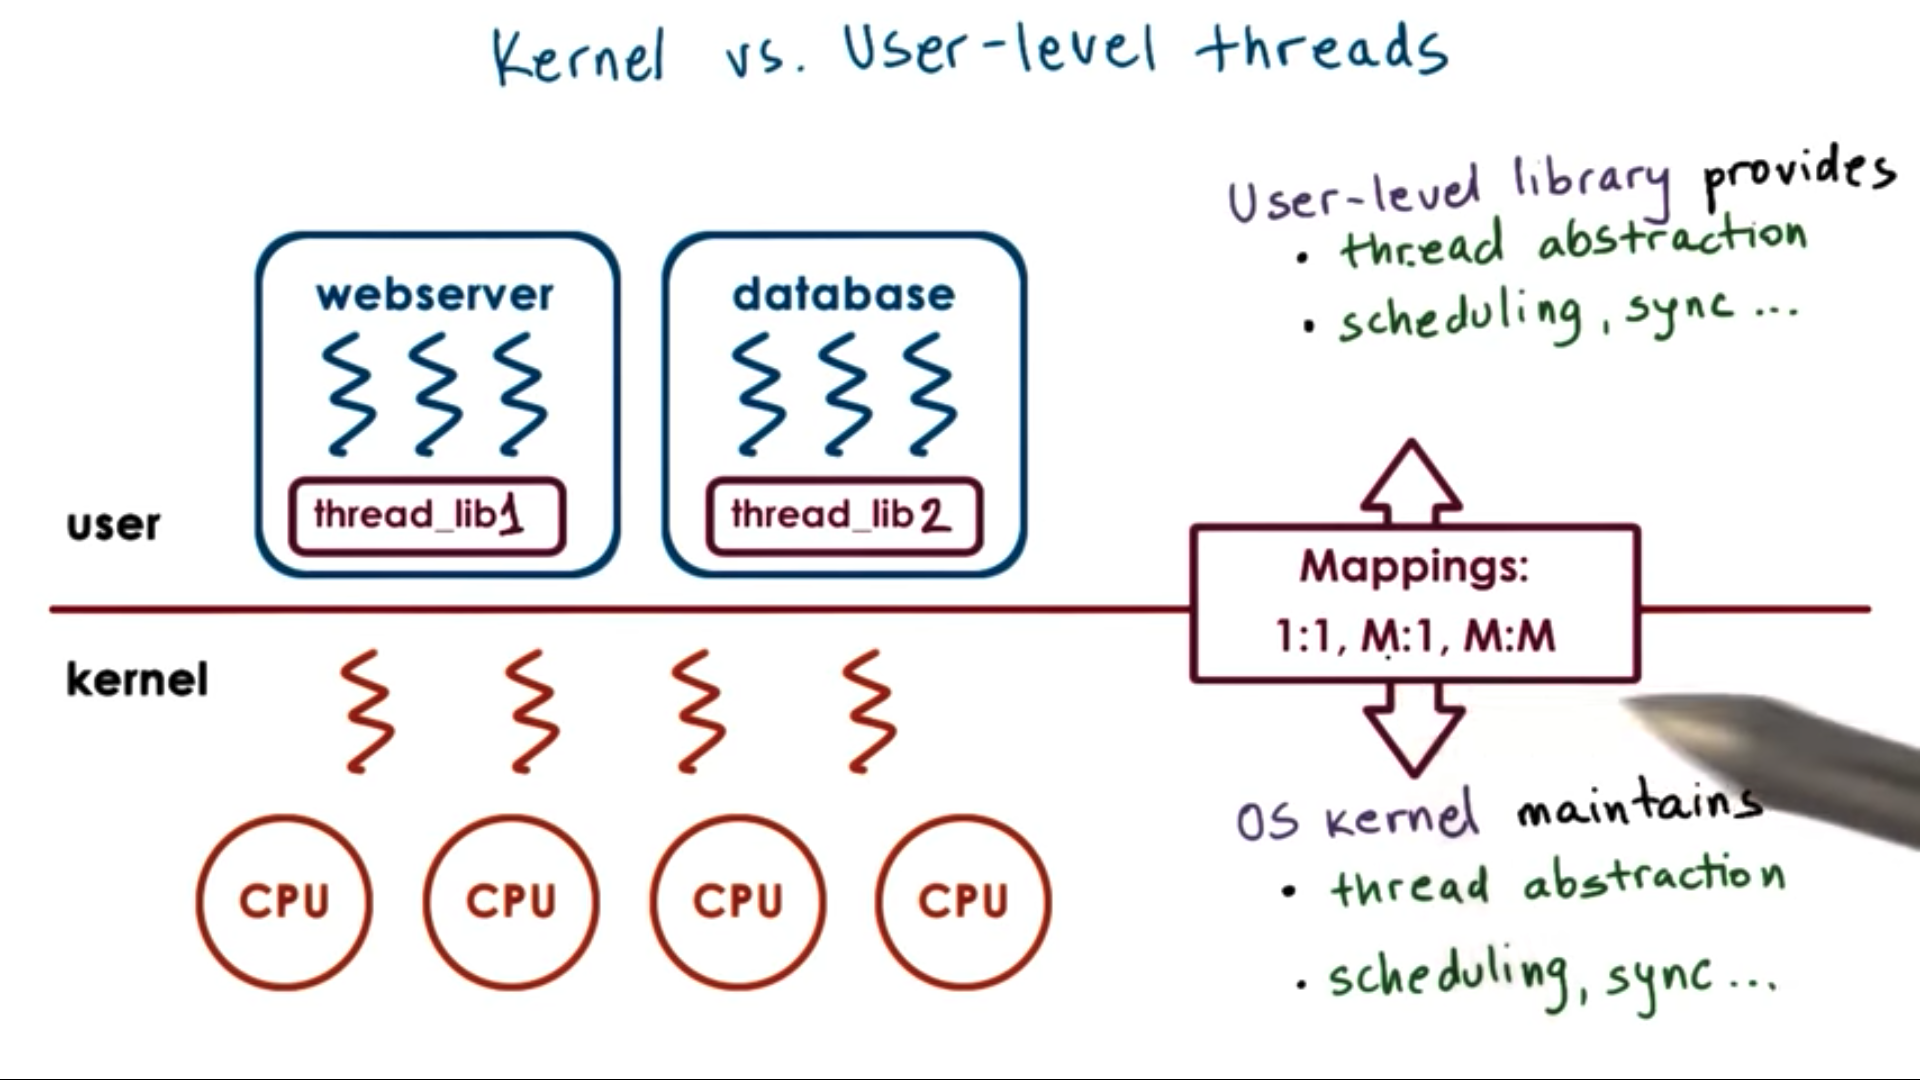 Kernel vs. User-level threads
User-level library provides
• thread abstraction
• scheduling, sync...
webserver
database
thread_lib1
thread_lib2
user
Mappings:
1:1, M:1, M:M
kernel
OS kernel maintains
• thread abstraction
• scheduling, sync...
CPU
CPU
CPU
CPU